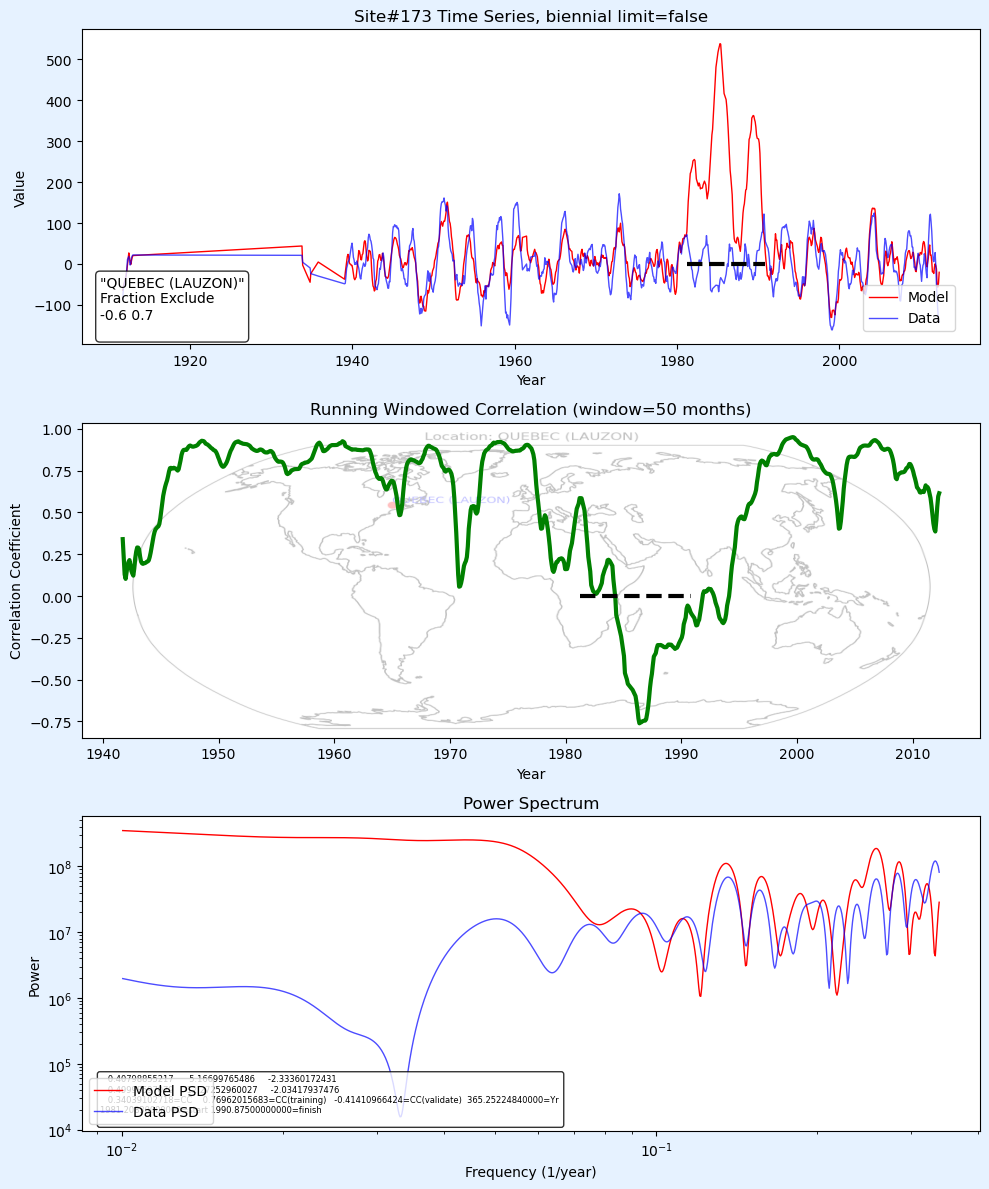 Site#173 Time Series, biennial limit=false
Value
500
400
300
200
100
0
−100
"QUEBEC (LAUZON)"
Fraction Exclude
-0.6 0.7
Model
Data
1920
1940
1960
1980
2000
Year
Running Windowed Correlation (window=50 months)
Correlation Coefficient
1.00
0.75
0.50
0.25
0.00
−0.25
−0.50
−0.75
Location: QUEBEC (LAUZON)
QUEBEC (LAUZON)
1940
1950
1960
1970
1980
1990
2000
2010
Year
Power Spectrum
Power
10^8
10^7
10^6
10^5
10^4
-2.33360172431
-2.03417937476
0.76962015683=CC(training) -0.41410966424=CC(validate) 365.25224840000=Yr
1990.87500000000=finish
Model PSD
Data PSD
10^−2
10^−1
Frequency (1/year)